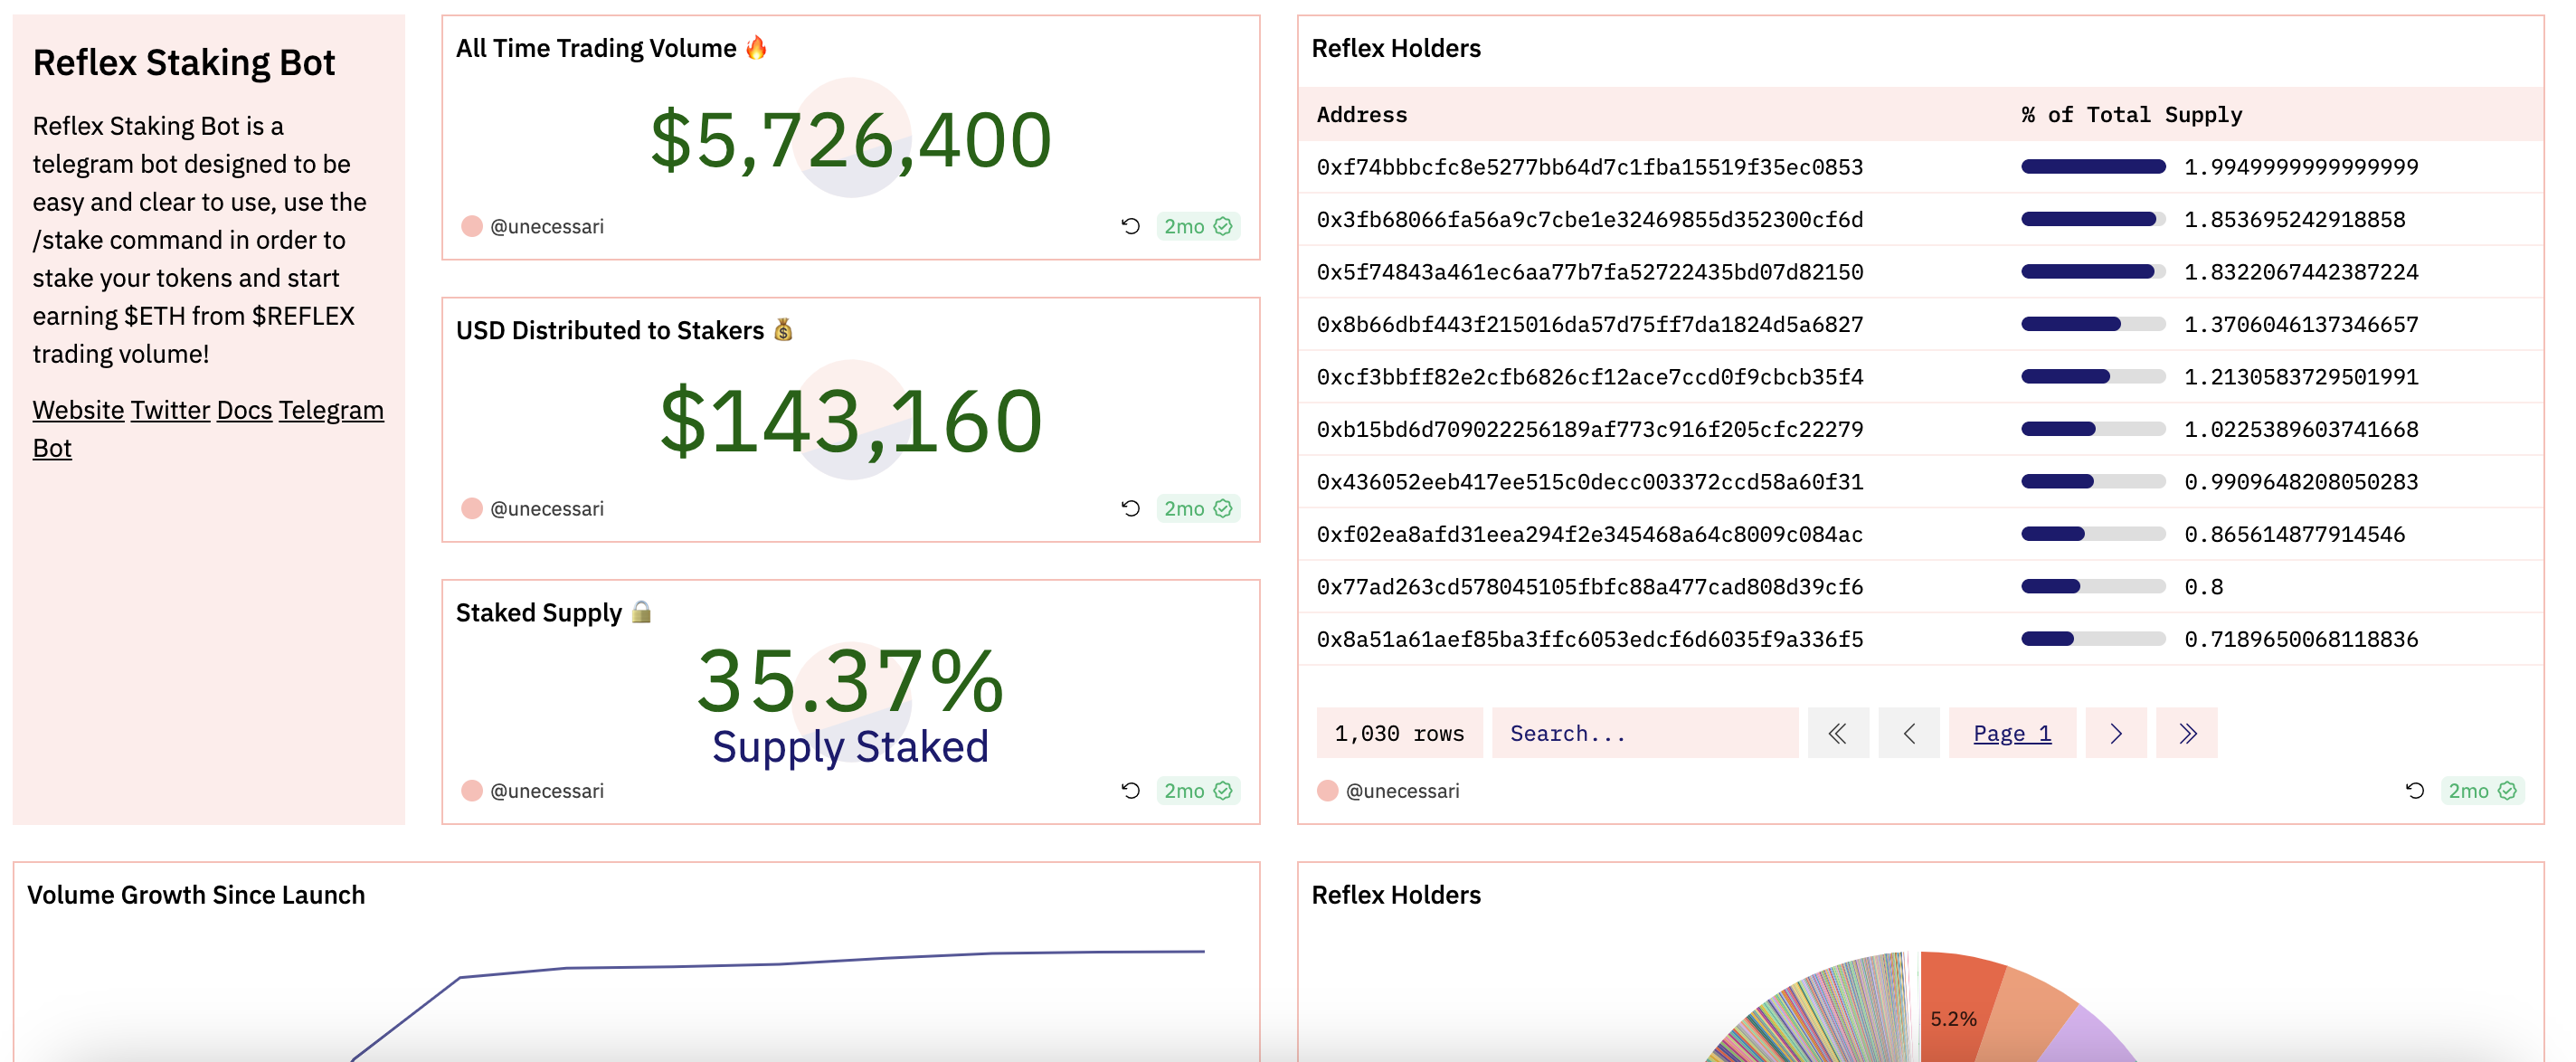 Reflex Staking Bot
Reflex Staking Bot is a
telegram bot designed to be
easy and clear to use, use the
/stake command in order to
stake your tokens and start
earning $ETH from $REFLEX
trading volume!
Website Twitter Docs Telegram
Bot
All Time Trading Volume 🔥
$5,726,400
@unecessari
2mo
USD Distributed to Stakers 💰
$143,160
@unecessari
2mo
Staked Supply 🔒
35.37%
Supply Staked
@unecessari
2mo
Reflex Holders
Address % of Total Supply
0xf74bbbcfc8e5277bb64d7c1fba15519f35ec0853 1.9949999999999999
0x3fb68066fa56a9c7cbe1e32469855d352300cf6d 1.853695242918858
0x5f74843a461ec6aa77b7fa52722435bd07d82150 1.8322067442387224
0x8b66dbf443f215016da57d75ff7da1824d5a6827 1.3706046137346657
0xcf3bbff82e2cfb6826cf12ace7ccd0f9cbcb35f4 1.2130583729501991
0xb15bd6d709022256189af773c916f205cfc22279 1.0225389603741668
0x436052eeb417ee515c0decc003372ccd58a60f31 0.9909648208050283
0xf02ea8afd31eea294f2e345468a64c8009c084ac 0.865614877914546
0x77ad263cd578045105fbfc88a477cad808d39cf6 0.8
0x8a51a61aef85ba3ffc6053edcf6d6035f9a336f5 0.7189650068118836
1,030 rows Search... Page 1
@unecessari
2mo
Volume Growth Since Launch
Reflex Holders
5.2%